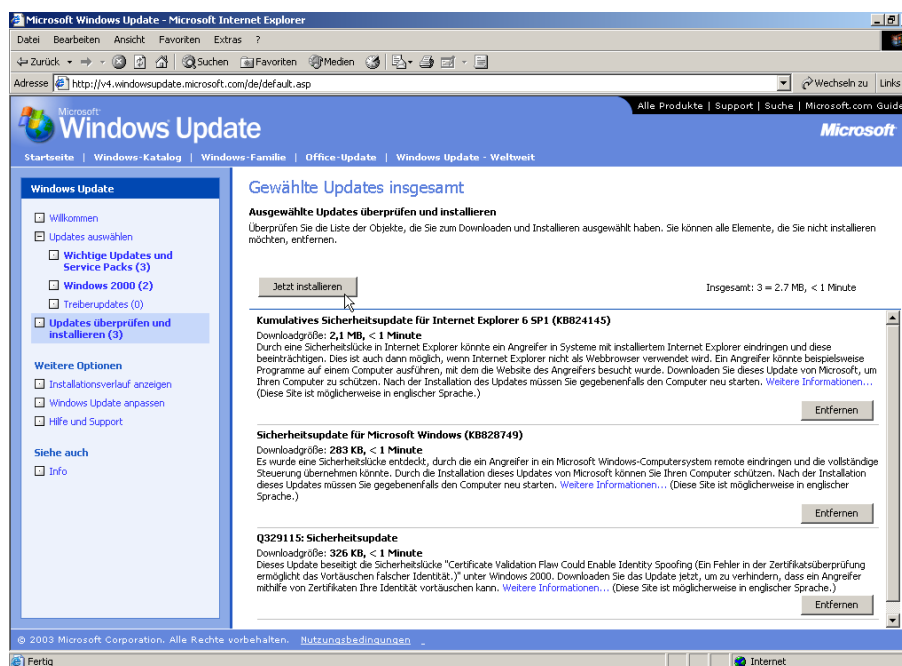 Microsoft Windows Update - Microsoft Internet Explorer
Datei Bearbeiten Ansicht Favoriten Extras ?
Zurück Suchen Favoriten Medien
Adresse http://v4.windowsupdate.microsoft.com/de/default.asp Wechseln zu Links
Alle Produkte | Support | Suche | Microsoft.com Guide
Microsoft
Windows Update
Microsoft
Startseite | Windows-Katalog | Windows-Familie | Office-Update | Windows Update - Weltweit
Windows Update
Willkommen
Updates auswählen
Wichtige Updates und
Service Packs (3)
Windows 2000 (2)
Treiberupdates (0)
Updates überprüfen und
installieren (3)
Weitere Optionen
Installationsverlauf anzeigen
Windows Update anpassen
Hilfe und Support
Siehe auch
Info
Gewählte Updates insgesamt
Ausgewählte Updates überprüfen und installieren
Überprüfen Sie die Liste der Objekte, die Sie zum Downloaden und Installieren ausgewählt haben. Sie können alle Elemente, die Sie nicht installieren
möchten, entfernen.
Jetzt installieren
Insgesamt: 3 = 2.7 MB, < 1 Minute
Kumulatives Sicherheitsupdate für Internet Explorer 6 SP1 (KB824145)
Downloadgröße: 2,1 MB, < 1 Minute
Durch eine Sicherheitslücke in Internet Explorer könnte ein Angreifer in Systeme mit installiertem Internet Explorer eindringen und diese
beeinträchtigen. Dies ist auch dann möglich, wenn Internet Explorer nicht als Webbrowser verwendet wird. Ein Angreifer könnte beispielsweise
Programme auf einem Computer ausführen, mit dem die Website des Angreifers besucht wurde. Downloaden Sie dieses Update von Microsoft, um
Ihren Computer zu schützen. Nach der Installation des Updates müssen Sie gegebenenfalls den Computer neu starten. Weitere Informationen...
(Diese Site ist möglicherweise in englischer Sprache.)
Entfernen
Sicherheitsupdate für Microsoft Windows (KB828749)
Downloadgröße: 283 KB, < 1 Minute
Es wurde eine Sicherheitslücke entdeckt, durch die ein Angreifer in ein Microsoft Windows-Computersystem remote eindringen und die vollständige
Steuerung übernehmen könnte. Durch die Installation dieses Updates von Microsoft können Sie Ihren Computer schützen. Nach der Installation
dieses Updates müssen Sie gegebenenfalls den Computer neu starten. Weitere Informationen... (Diese Site ist möglicherweise in englischer
Sprache.)
Entfernen
Q329115: Sicherheitsupdate
Downloadgröße: 326 KB, < 1 Minute
Dieses Update beseitigt die Sicherheitslücke "Certificate Validation Flaw Could Enable Identity Spoofing (Ein Fehler in der Zertifikatsüberprüfung
ermöglicht das Vortäuschen falscher Identität.)" unter Windows 2000. Downloaden Sie das Update jetzt, um zu verhindern, dass ein Angreifer
mithilfe von Zertifikaten Ihre Identität vortäuschen kann. Weitere Informationen... (Diese Site ist möglicherweise in englischer Sprache.)
Entfernen
© 2003 Microsoft Corporation. Alle Rechte vorbehalten. Nutzungsbedingungen
Fertig Internet